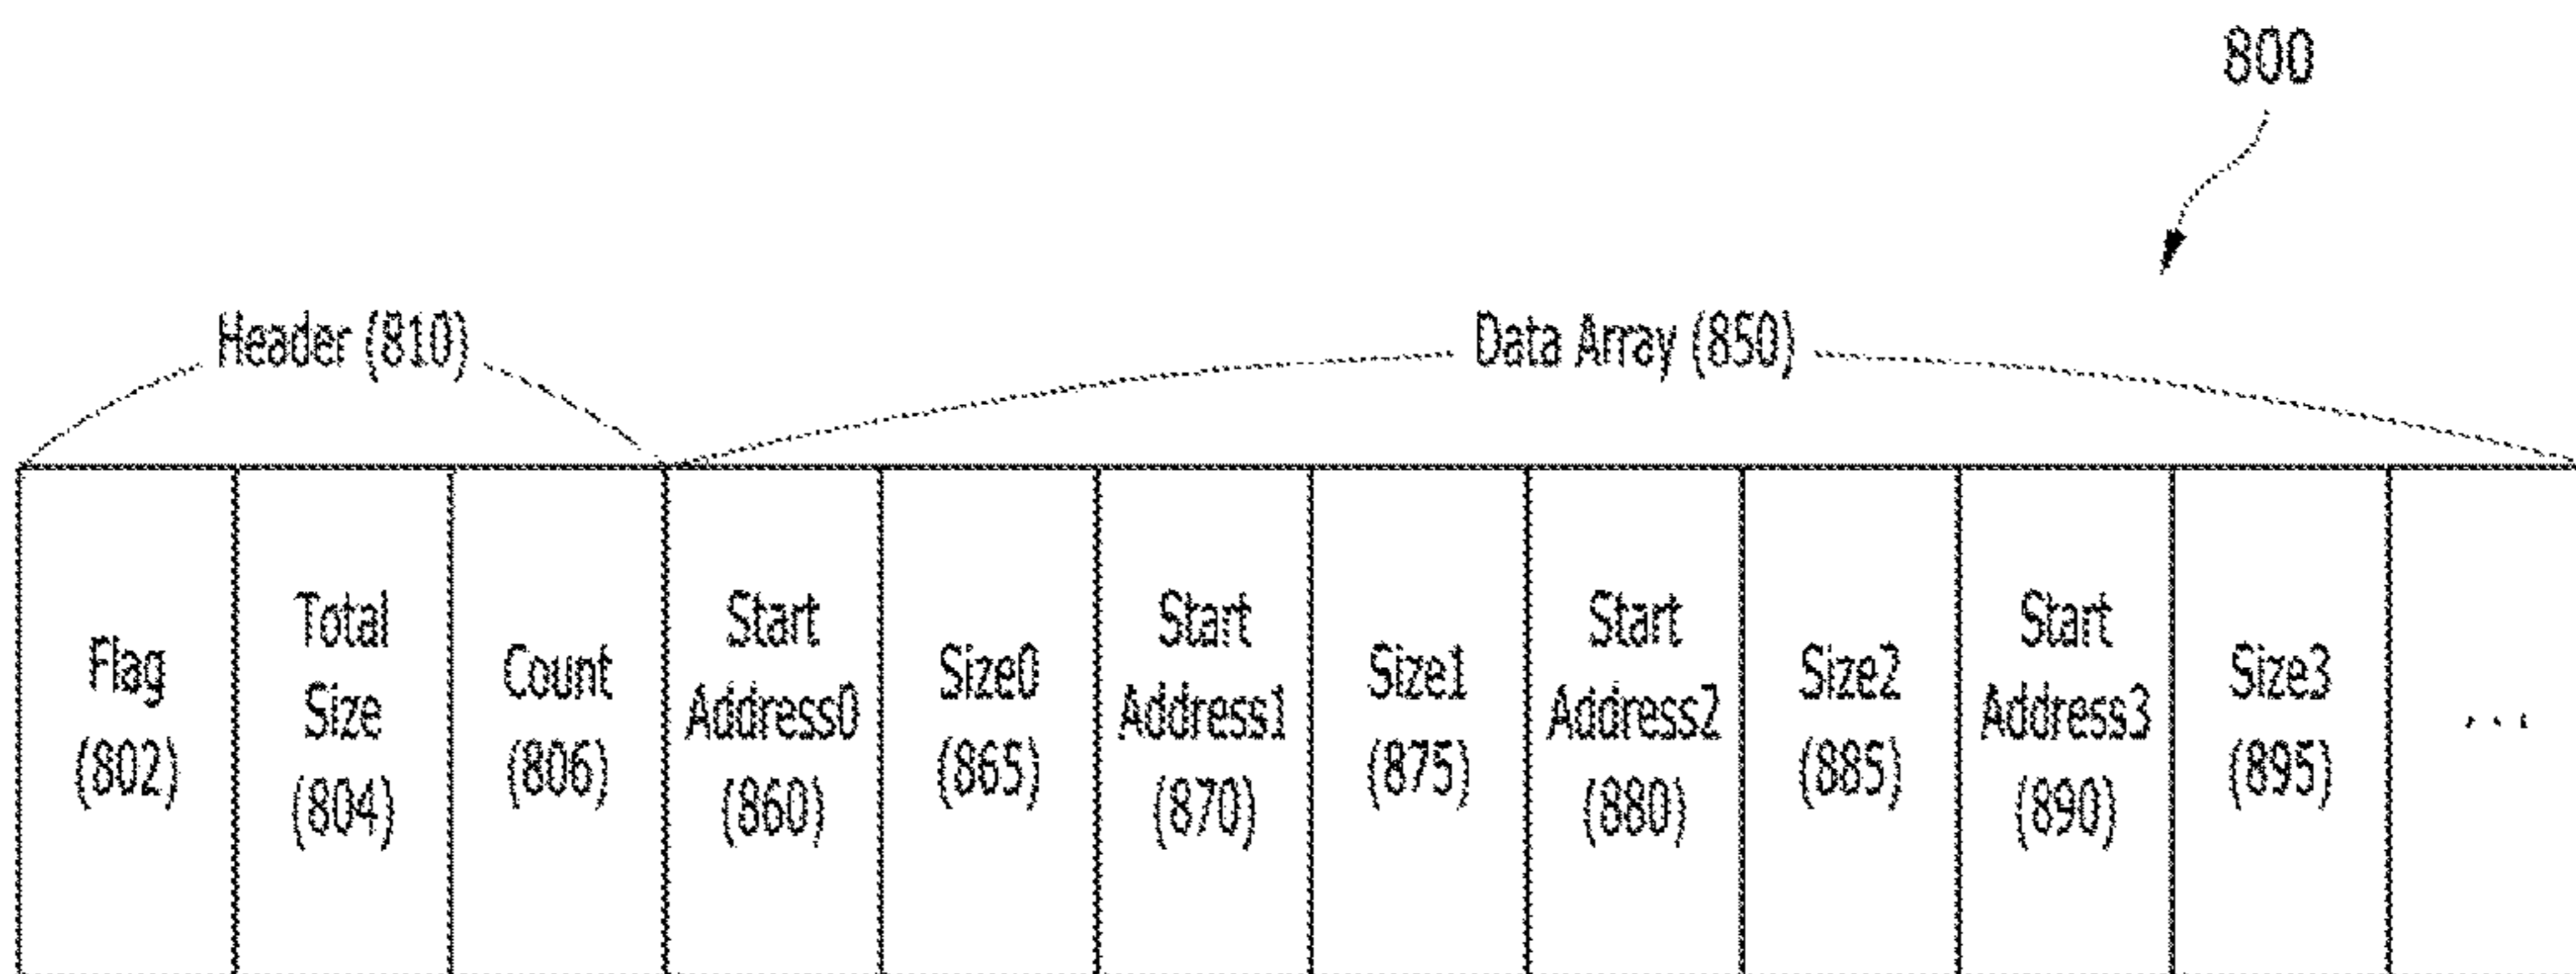 800
Header (810)
Data Array (850)
Flag
(802)
Total
Size
(804)
Count
(806)
Start
Address0
(860)
Size0
(865)
Start
Address1
(870)
Size1
(875)
Start
Address2
(880)
Size2
(885)
Start
Address3
(890)
Size3
(895)
...